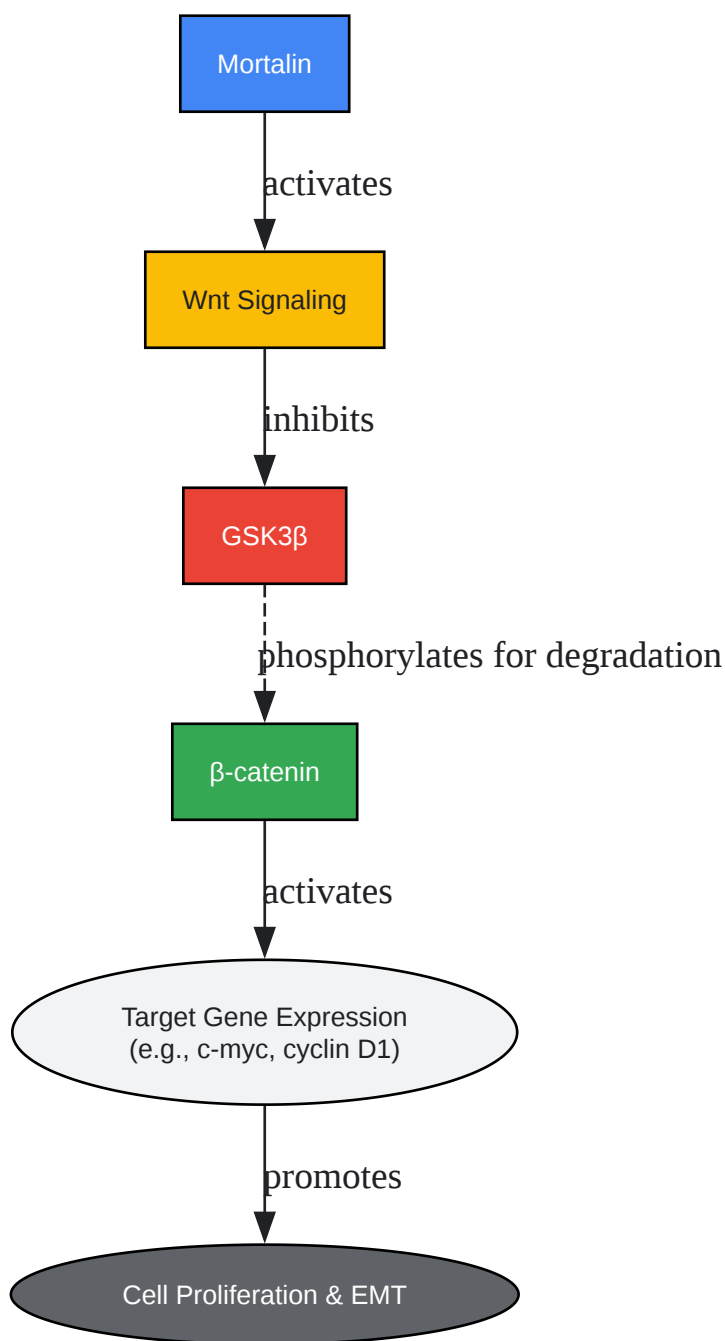 Mortalin
activates
Wnt Signaling
inhibits
GSK3β
phosphorylates for degradation
β-catenin
activates
Target Gene Expression
(e.g., c-myc, cyclin D1)
promotes
Cell Proliferation & EMT